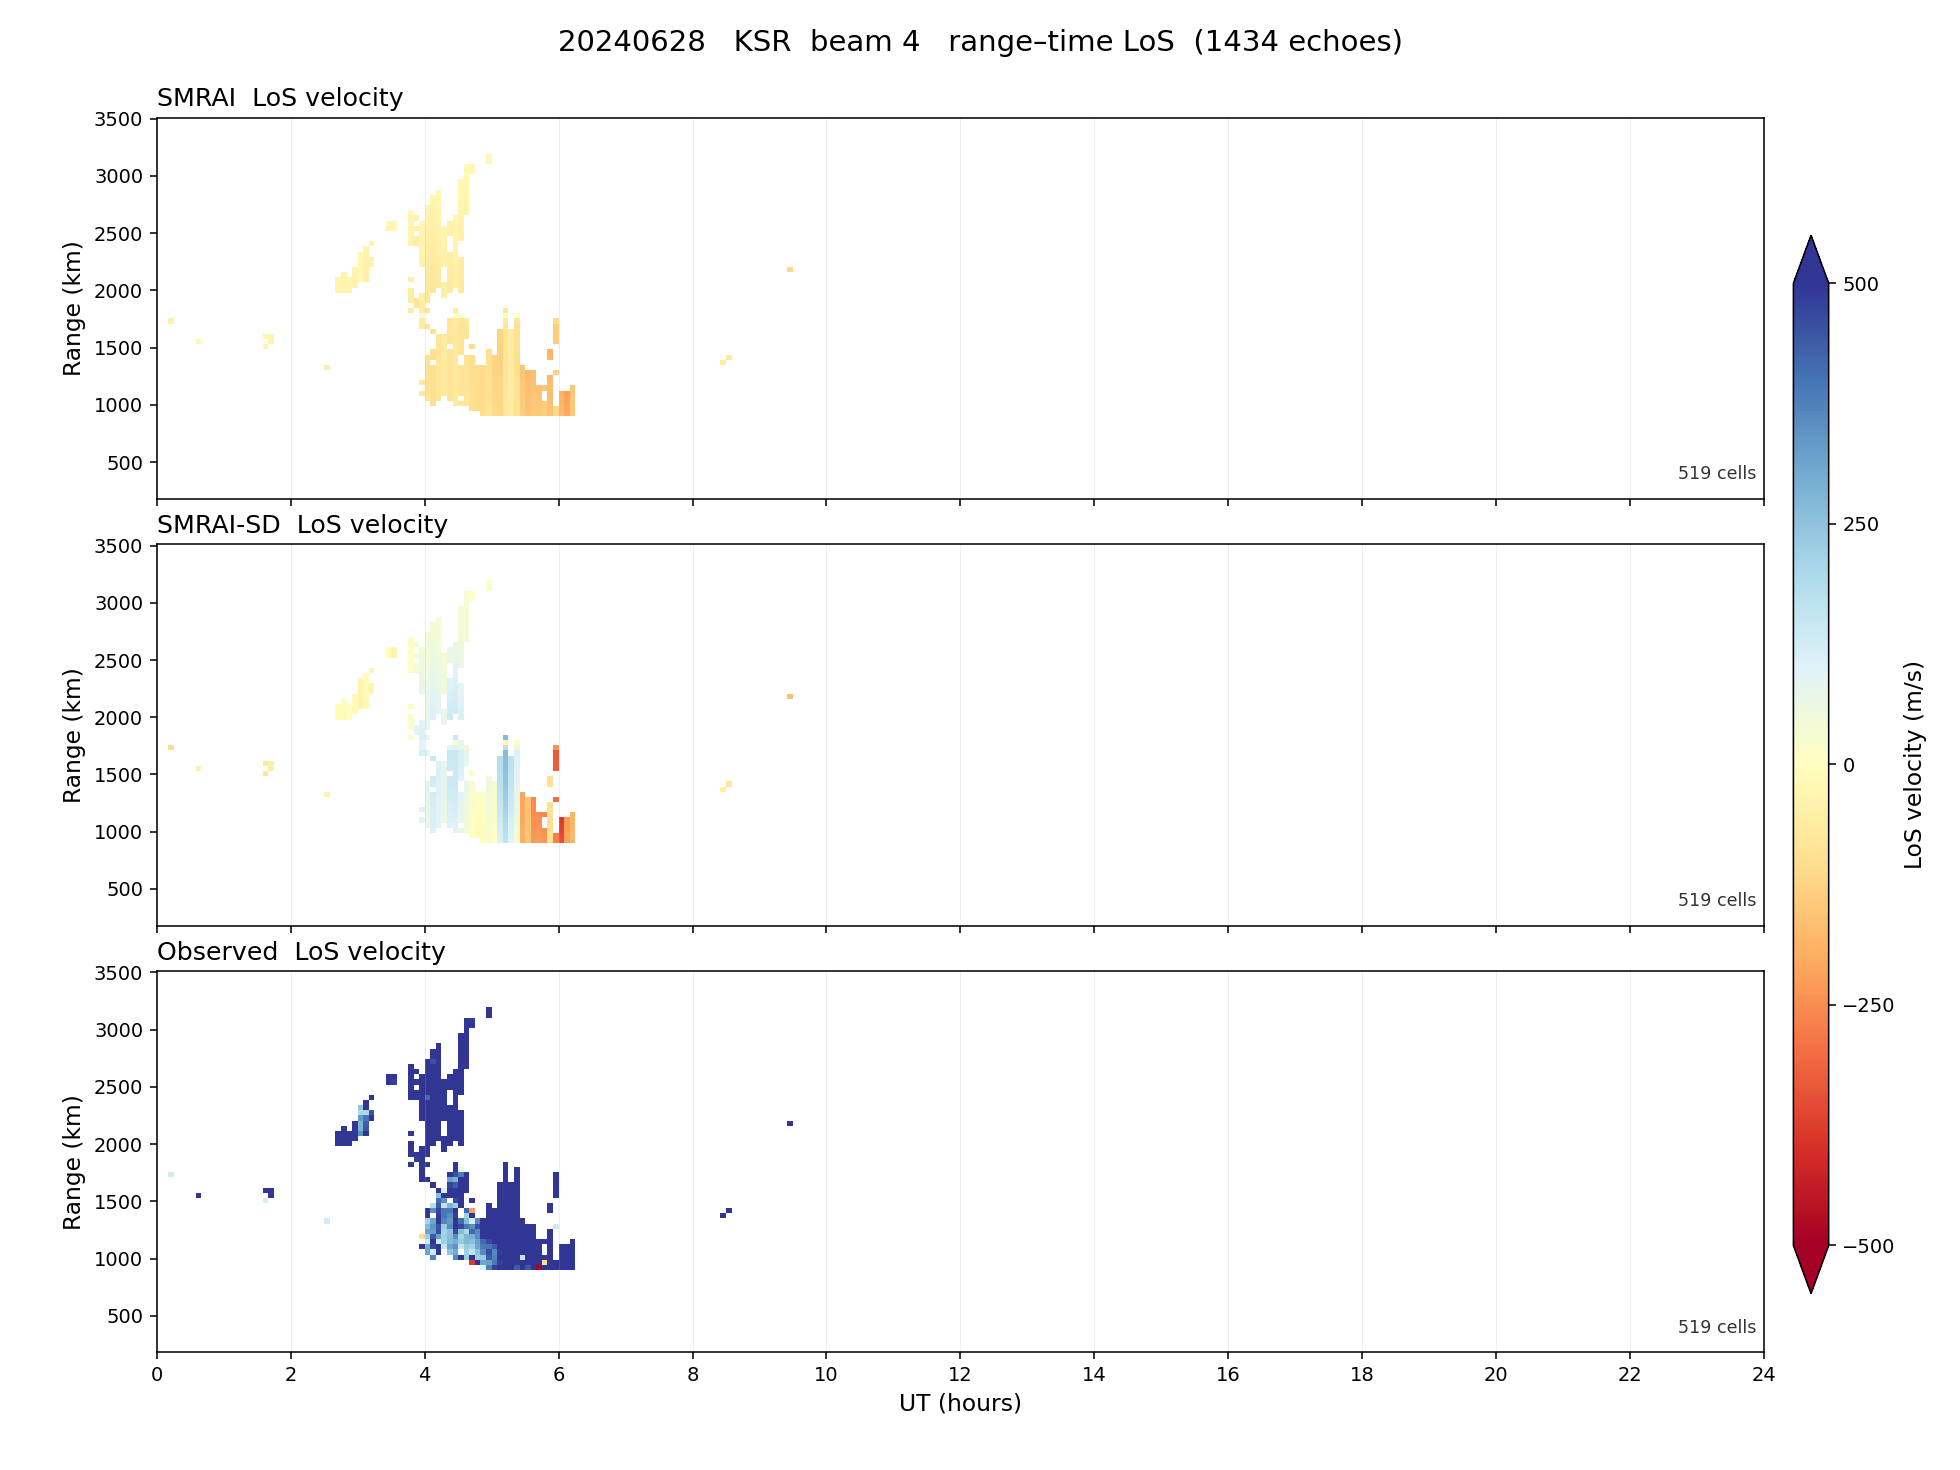 20240628   KSR  beam 4   range–time LoS  (1434 echoes)
SMRAI  LoS velocity
3500
3000
2500
2000
1500
1000
500
Range (km)
519 cells
SMRAI-SD  LoS velocity
3500
3000
2500
2000
1500
1000
500
Range (km)
519 cells
Observed  LoS velocity
3500
3000
2500
2000
1500
1000
500
Range (km)
519 cells
0 2 4 6 8 10 12 14 16 18 20 22 24
UT (hours)
500
250
0
−250
−500
LoS velocity (m/s)